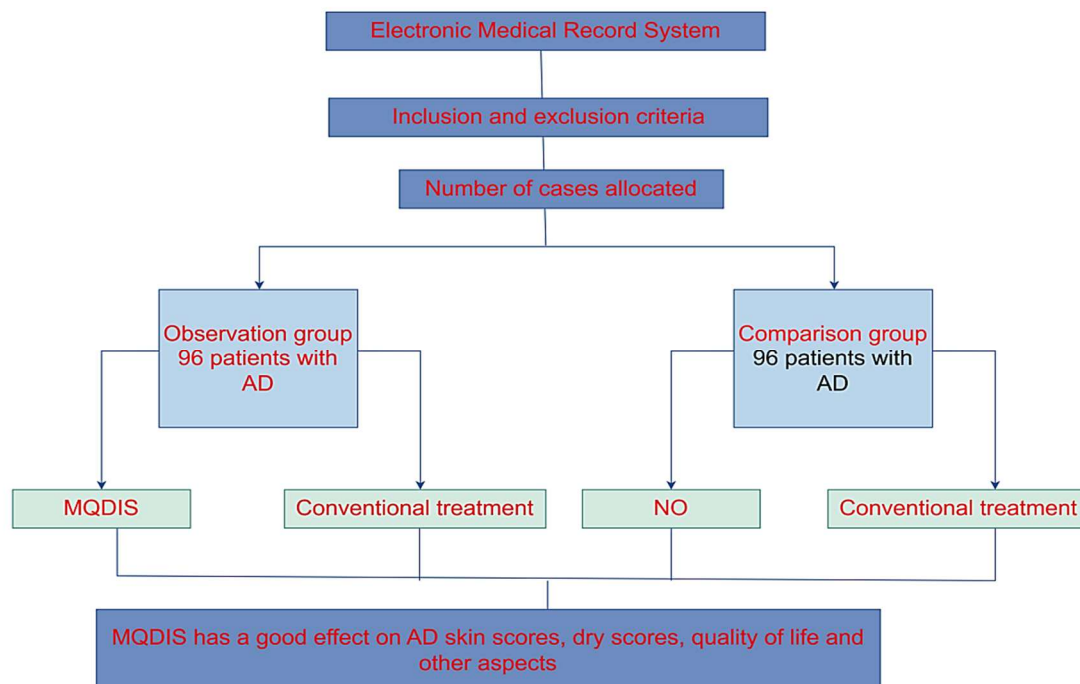 Electronic Medical Record System
Inclusion and exclusion criteria
Number of cases allocated
Observation group
96 patients with
AD
Comparison group
96 patients with
AD
MQDIS
Conventional treatment
NO
Conventional treatment
MQDIS has a good effect on AD skin scores, dry scores, quality of life and
other aspects